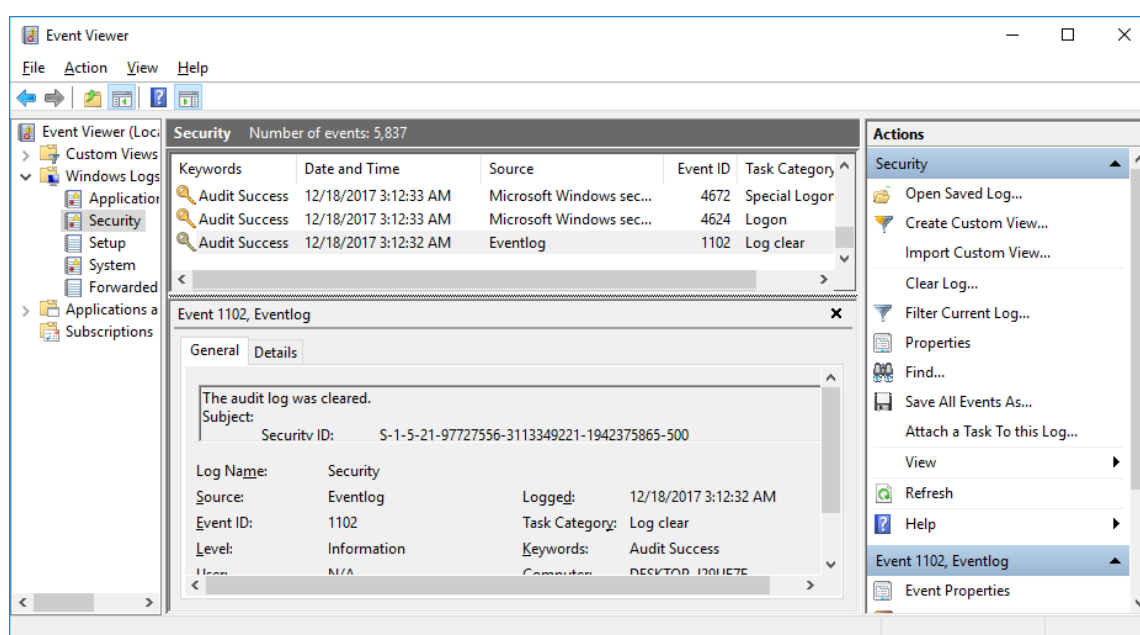 Event Viewer
File Action View Help
Event Viewer (Loca
Custom Views
Windows Logs
Application
Security
Setup
System
Forwarded
Applications a
Subscriptions
Security Number of events: 5,837
Keywords Date and Time Source Event ID Task Category
Audit Success 12/18/2017 3:12:33 AM Microsoft Windows sec... 4672 Special Logon
Audit Success 12/18/2017 3:12:33 AM Microsoft Windows sec... 4624 Logon
Audit Success 12/18/2017 3:12:32 AM Eventlog 1102 Log clear
Event 1102, Eventlog
General Details
The audit log was cleared.
Subject:
Security ID: S-1-5-21-97727556-3113349221-1942375865-500
Log Name: Security
Source: Eventlog Logged: 12/18/2017 3:12:32 AM
Event ID: 1102 Task Category: Log clear
Level: Information Keywords: Audit Success
User: N/A Computer:
Actions
Security
Open Saved Log...
Create Custom View...
Import Custom View...
Clear Log...
Filter Current Log...
Properties
Find...
Save All Events As...
Attach a Task To this Log...
View
Refresh
Help
Event 1102, Eventlog
Event Properties